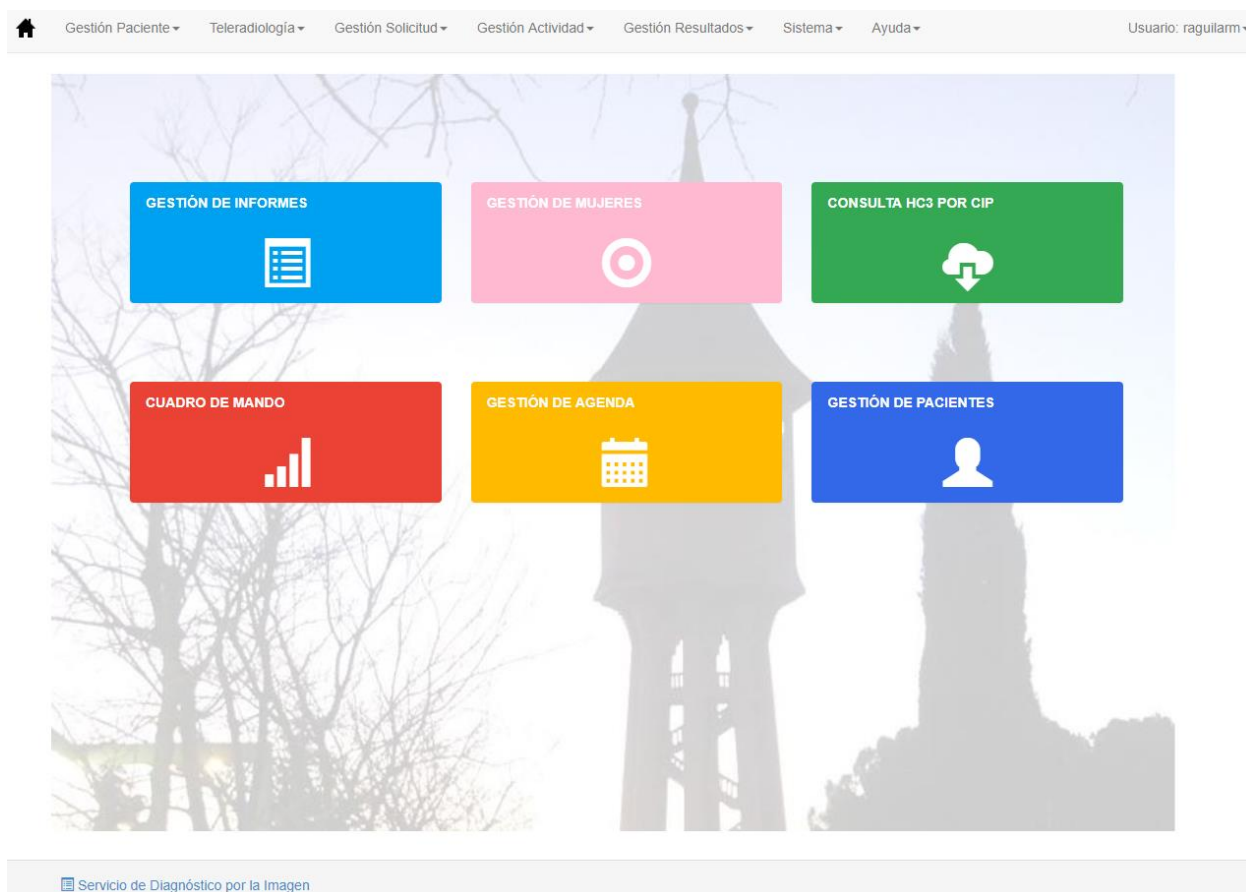 Gestión Paciente Teleradiología Gestión Solicitud Gestión Actividad Gestión Resultados Sistema Ayuda Usuario: raguilarm
GESTIÓN DE INFORMES
GESTIÓN DE MUJERES
CONSULTA HC3 POR CIP
CUADRO DE MANDO
GESTIÓN DE AGENDA
GESTIÓN DE PACIENTES
Servicio de Diagnóstico por la Imagen